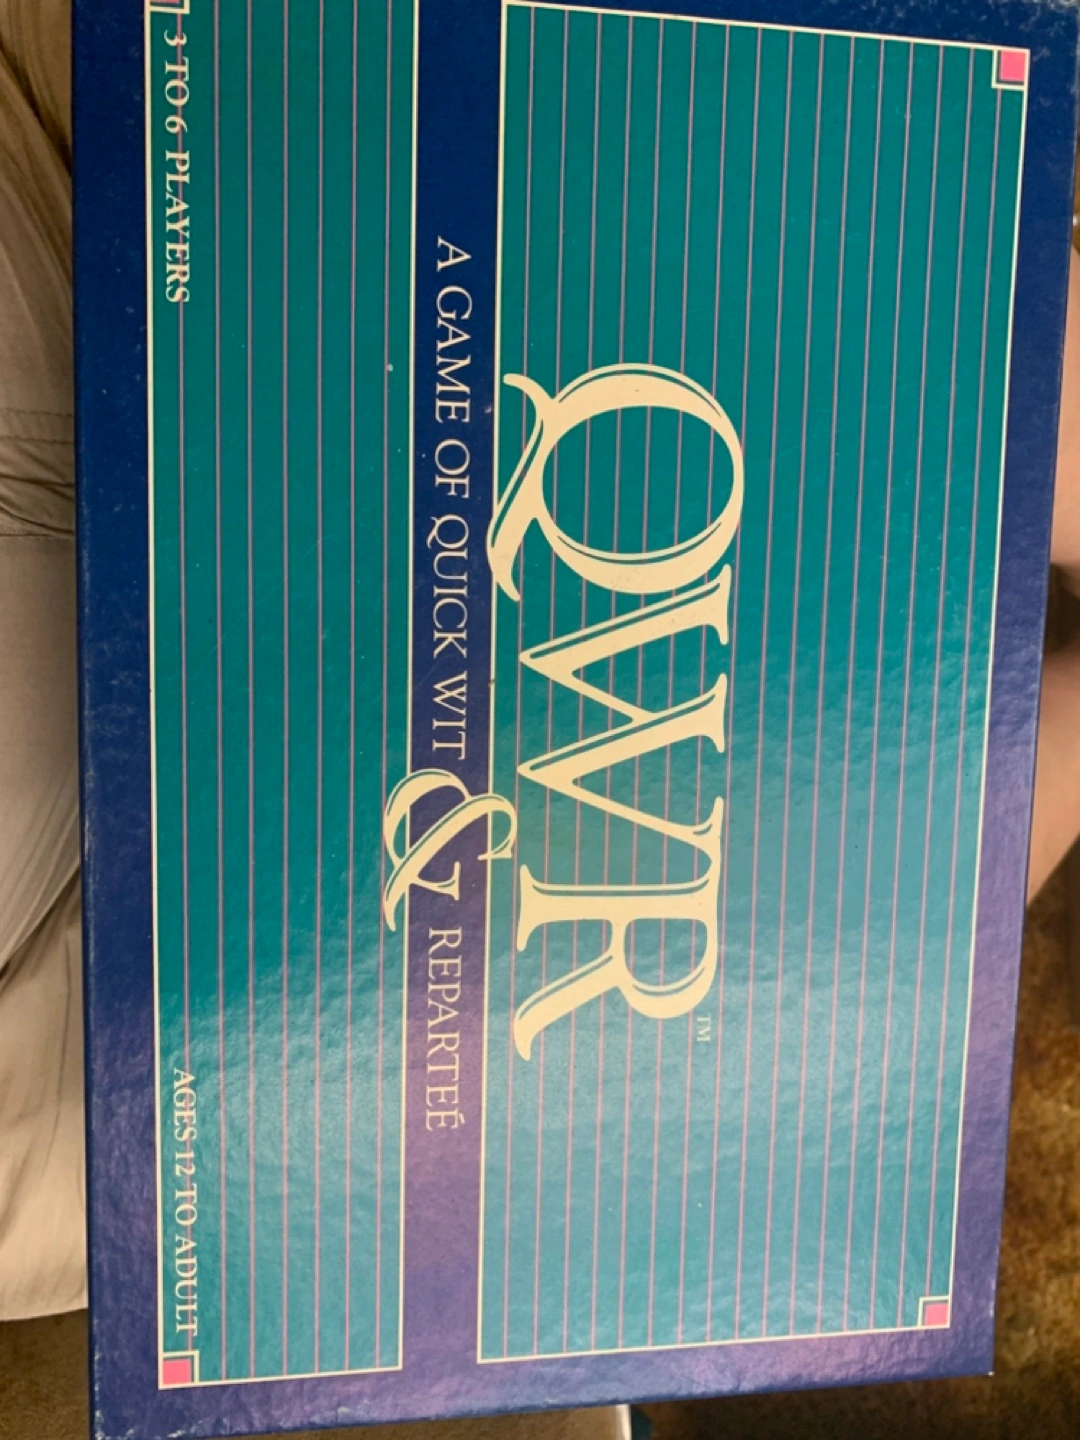 QWR™
A GAME OF QUICK WIT & REPARTEÉ
3 TO 6 PLAYERS
AGES 12 TO ADULT